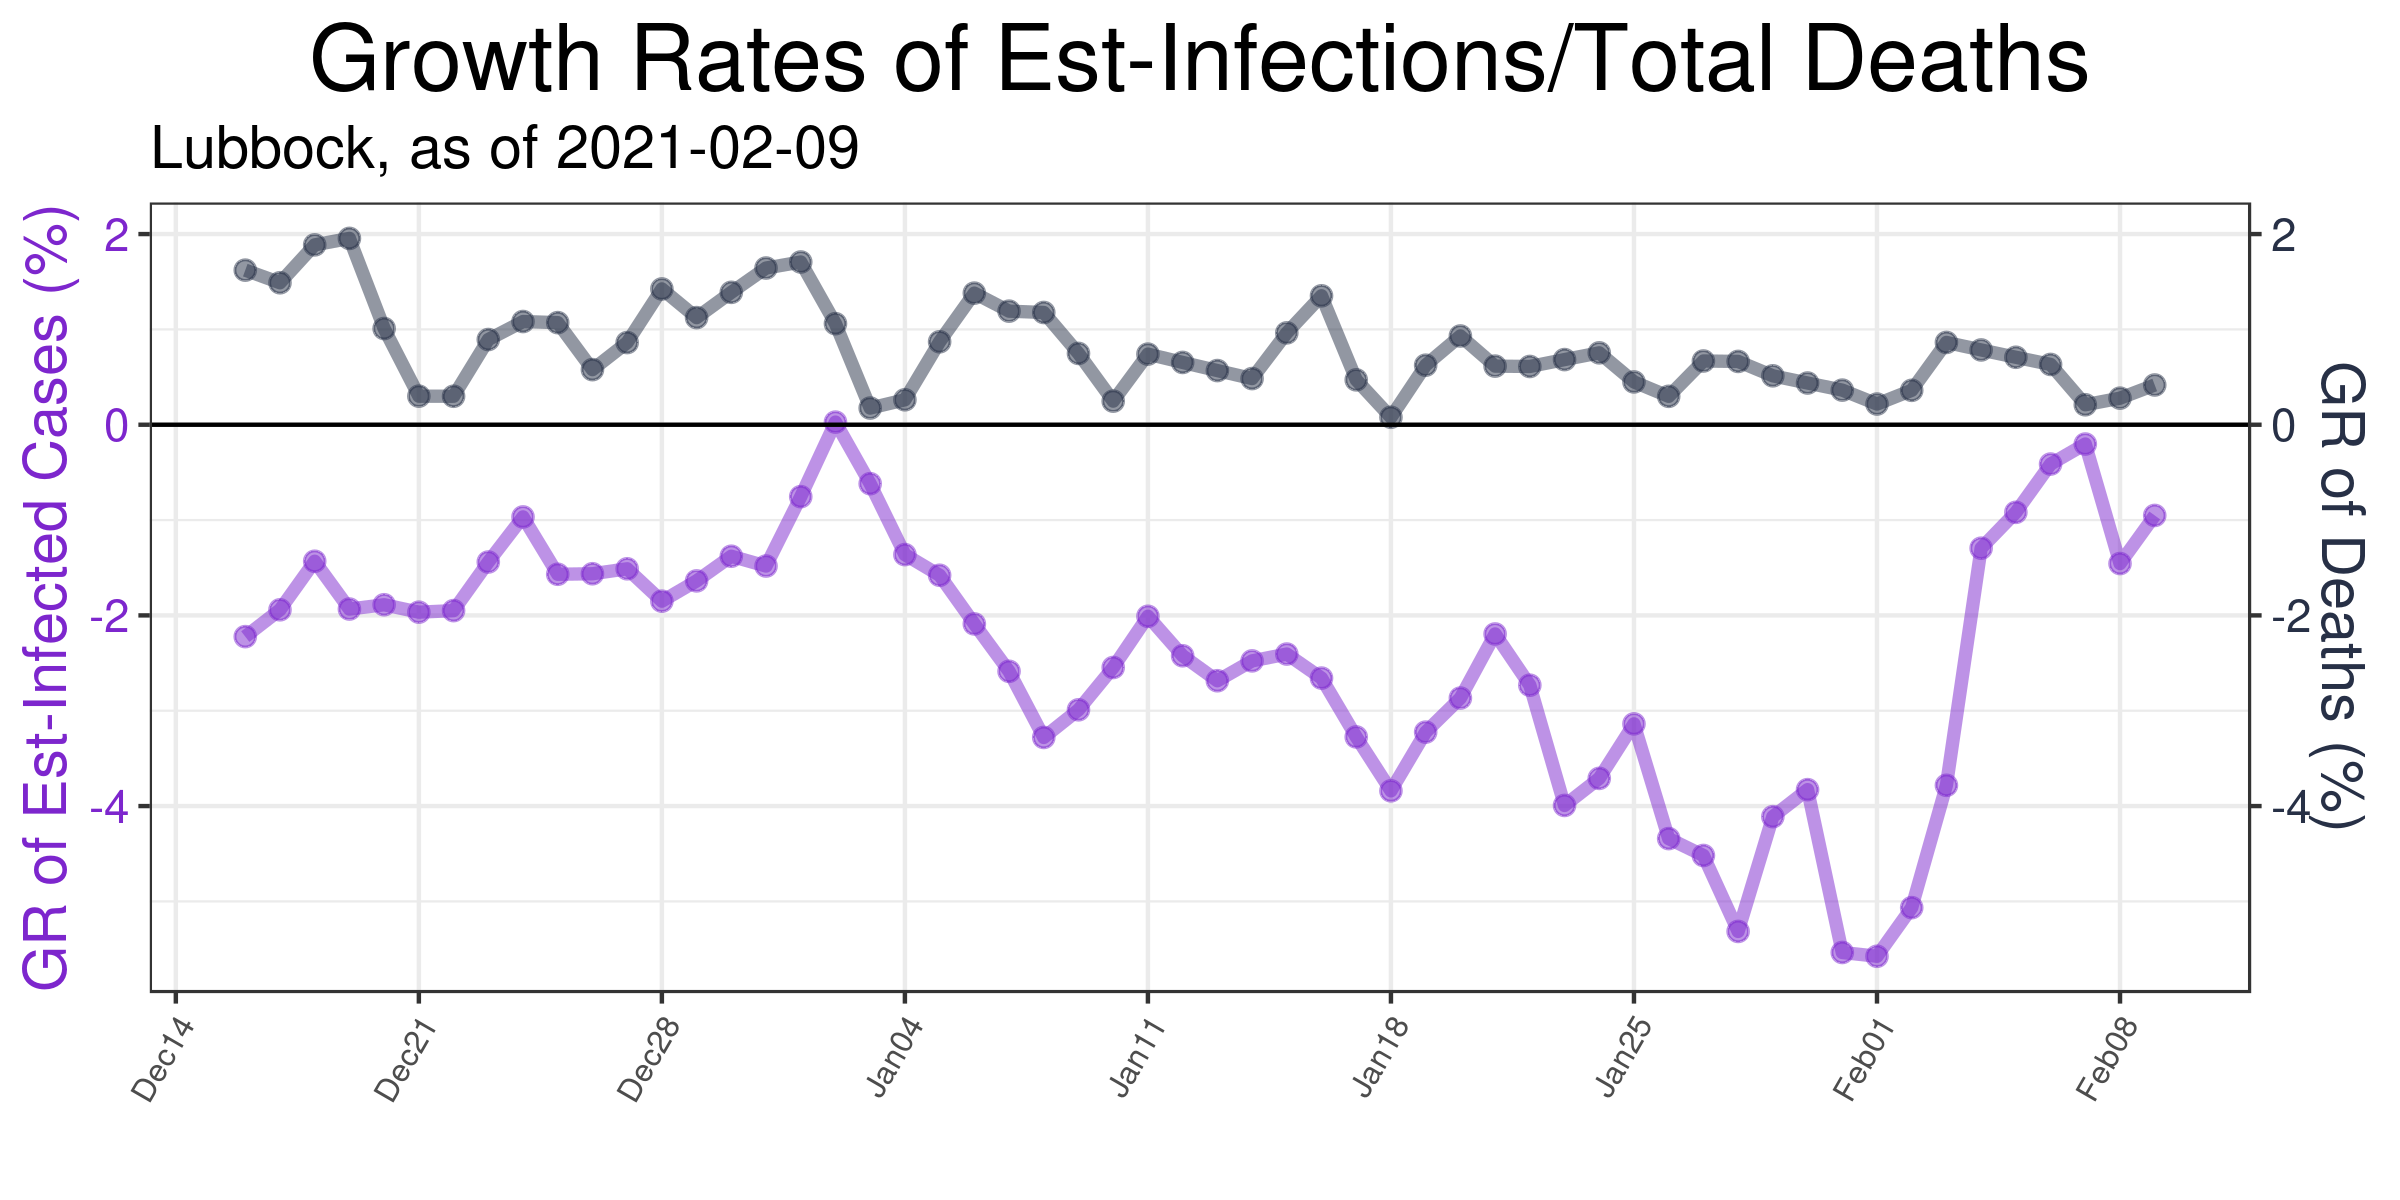 Growth Rates of Est-Infections/Total Deaths
Lubbock, as of 2021-02-09
GR of Est-Infected Cases (%)
2
0
-2
-4
2
0
-2
-4
GR of Deaths (%)
Dec14
Dec21
Dec28
Jan04
Jan11
Jan18
Jan25
Feb01
Feb08